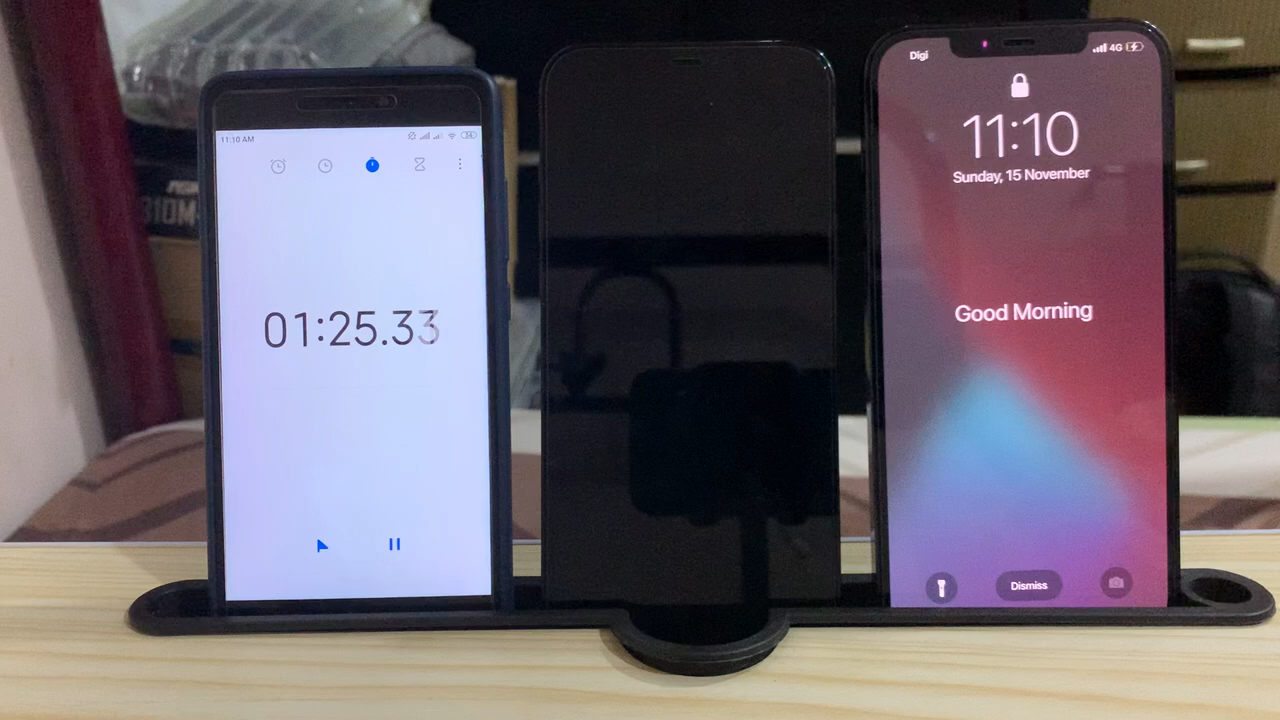 11:10 AM
01:25.33
Digi
4G
11:10
Sunday, 15 November
Good Morning
Dismiss